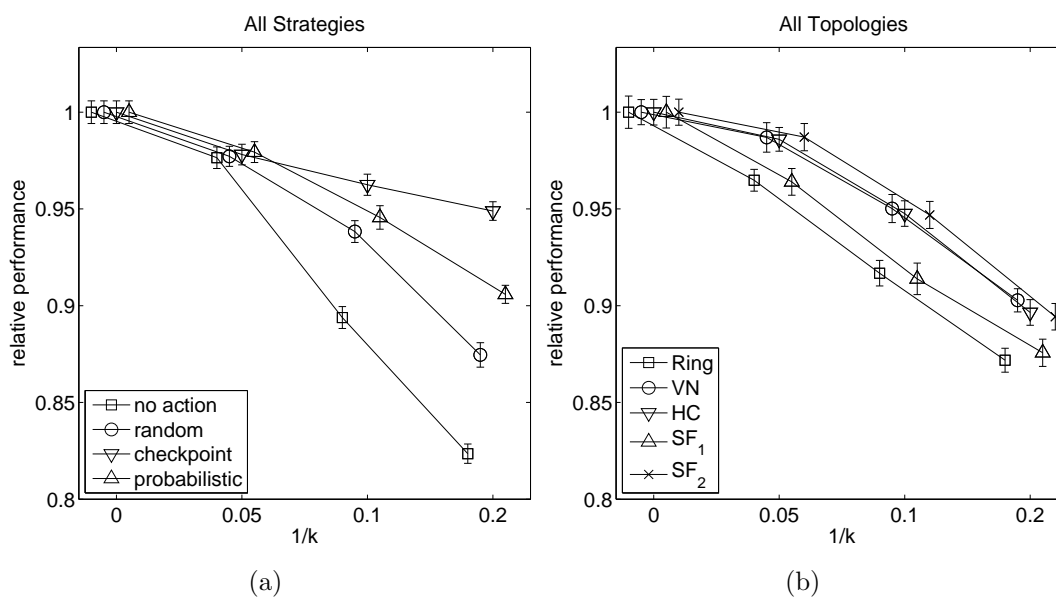 All Strategies
1
0.95
0.9
0.85
0.8
relative performance
no action
random
checkpoint
probabilistic
0 0.05 0.1 0.2
1/k
(a)
All Topologies
1
0.95
0.9
0.85
0.8
relative performance
Ring
VN
HC
SF1
SF2
0 0.05 0.1 0.2
1/k
(b)